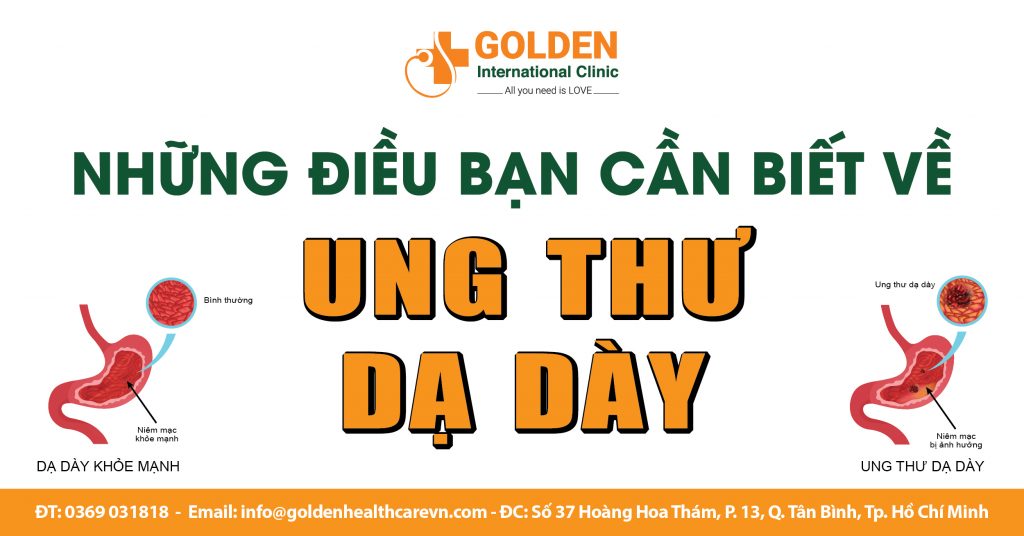 GOLDEN
International Clinic
All you need is LOVE
NHỮNG ĐIỀU BẠN CẦN BIẾT VỀ
UNG THƯ
DẠ DÀY
Bình thường
Niêm mạc
khỏe mạnh
DẠ DÀY KHỎE MẠNH
Ung thư dạ dày
Niêm mạc
bị ảnh hưởng
UNG THƯ DẠ DÀY
ĐT: 0369 031818 - Email: info@goldenhealthcarevn.com - ĐC: Số 37 Hoàng Hoa Thám, P. 13, Q. Tân Bình, Tp. Hồ Chí Minh